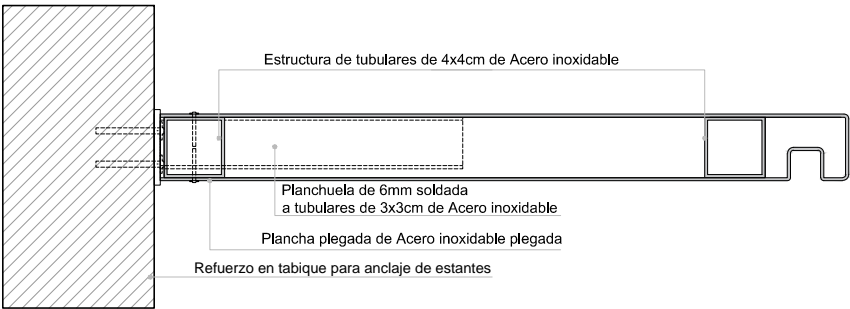 Estructura de tubulares de 4x4cm de Acero inoxidable
Planchuela de 6mm soldada
a tubulares de 3x3cm de Acero inoxidable
Plancha plegada de Acero inoxidable plegada
Refuerzo en tabique para anclaje de estantes